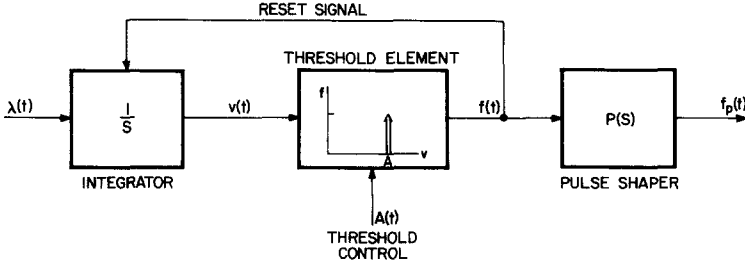 RESET SIGNAL
THRESHOLD ELEMENT
λ(t)
1
S
v(t)
f
A
v
f(t)
P(S)
f_p(t)
INTEGRATOR
PULSE SHAPER
A(t)
THRESHOLD
CONTROL